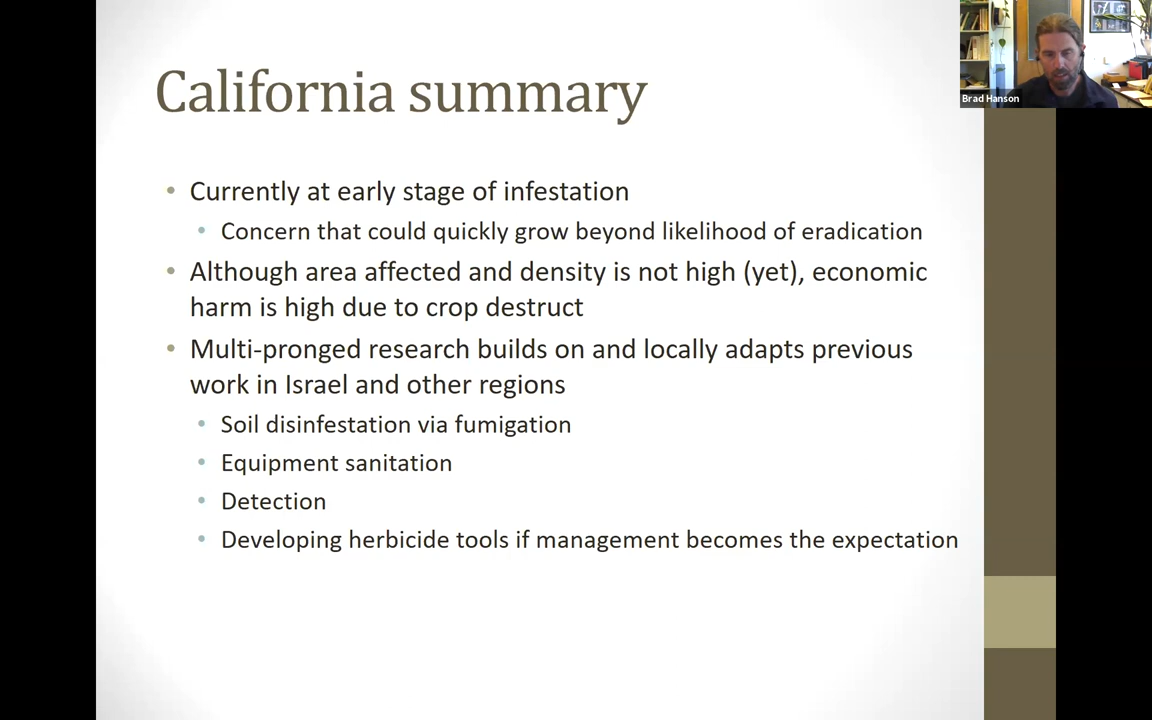 California summary
Brad Hanson
• Currently at early stage of infestation
• Concern that could quickly grow beyond likelihood of eradication
• Although area affected and density is not high (yet), economic
harm is high due to crop destruct
• Multi-pronged research builds on and locally adapts previous
work in Israel and other regions
• Soil disinfestation via fumigation
• Equipment sanitation
• Detection
• Developing herbicide tools if management becomes the expectation